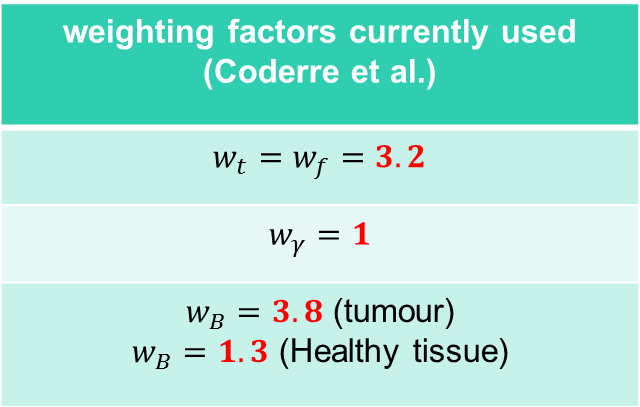 weighting factors currently used
(Coderre et al.)
w_t = w_f = 3.2
w_γ = 1
w_B = 3.8 (tumour)
w_B = 1.3 (Healthy tissue)